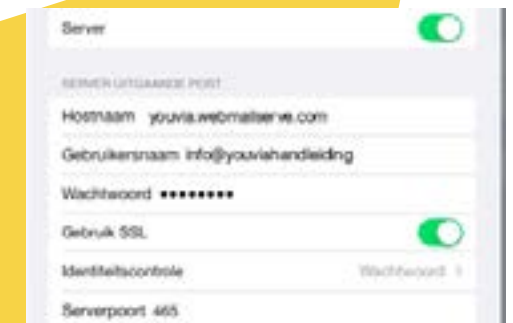 Server
SERVER UITGAANDE POST
Hostnaam youvia.webmailserve.com
Gebruikersnaam info@youviahandleiding
Wachtwoord ••••••••
Gebruik SSL
Identiteitscontrole Wachtwoord >
Serverpoort 465